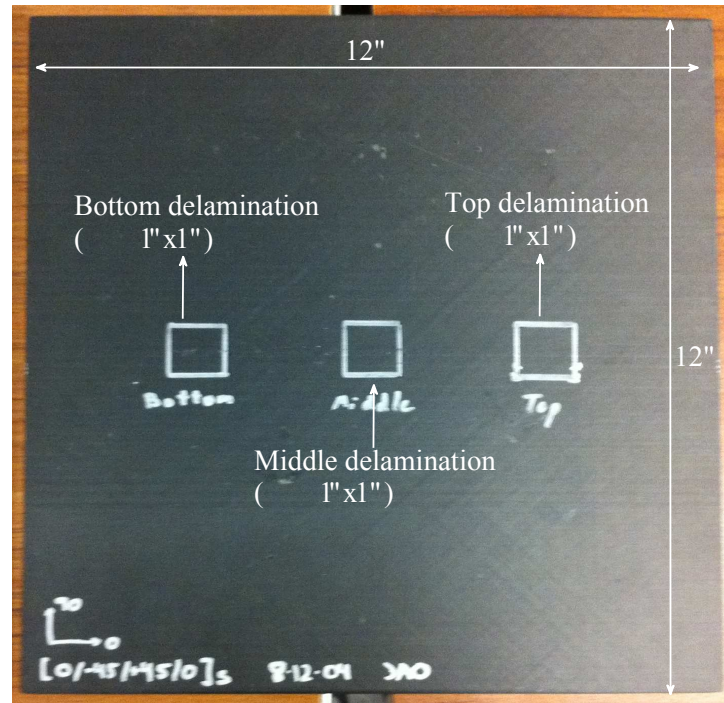 12"
Bottom delamination
( 1"x1")
Top delamination
( 1"x1")
12"
Bottom
Middle
Top
Middle delamination
( 1"x1")
90
0
[0/-45/+45/0]s 8-12-04 JAO